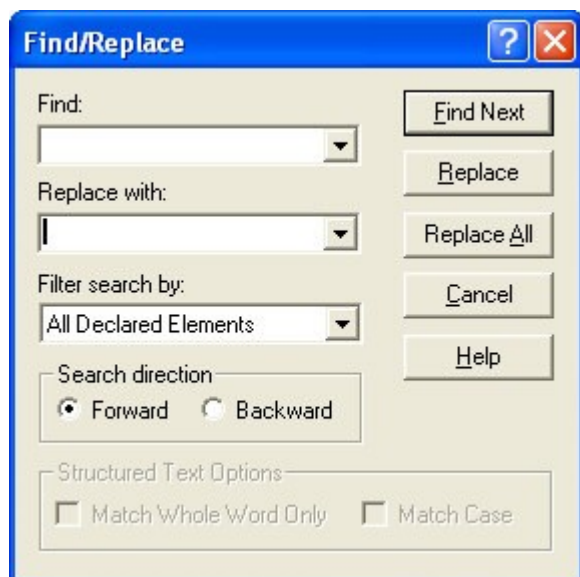 Find/Replace
Find:
Find Next
Replace
Replace with:
Replace All
Filter search by:
Cancel
All Declared Elements
Help
Search direction
Forward Backward
Structured Text Options
Match Whole Word Only Match Case